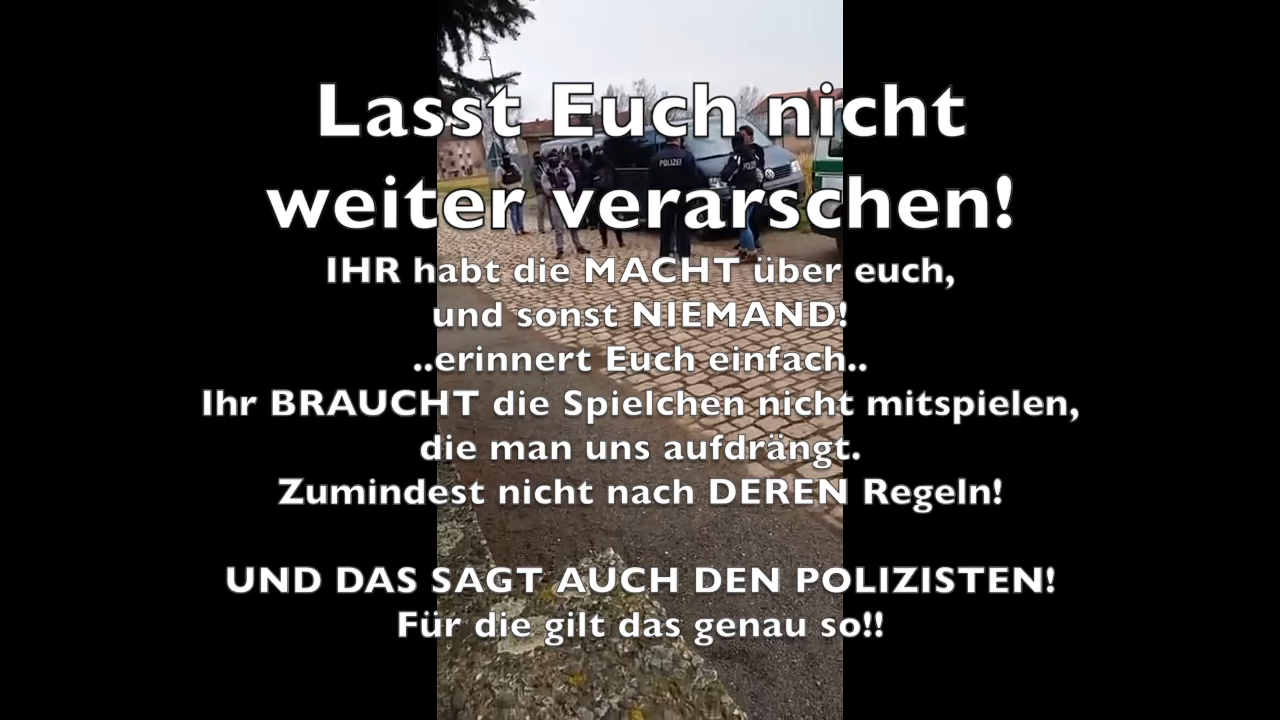 Lasst Euch nicht
weiter verarschen!
IHR habt die MACHT über euch,
und sonst NIEMAND!
..erinnert Euch einfach..
Ihr BRAUCHT die Spielchen nicht mitspielen,
die man uns aufdrängt.
Zumindest nicht nach DEREN Regeln!
UND DAS SAGT AUCH DEN POLIZISTEN!
Für die gilt das genau so!!
POLIZEI